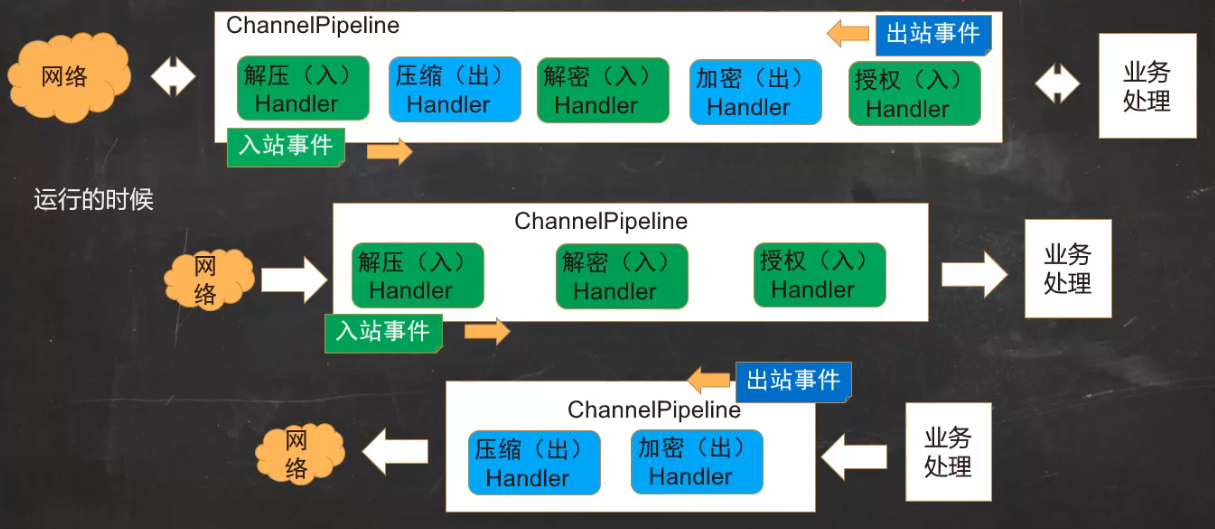 ChannelPipeline
出站事件
网络
解压（入）
Handler
压缩（出）
Handler
解密（入）
Handler
加密（出）
Handler
授权（入）
Handler
业务
处理
入站事件
运行的时候
ChannelPipeline
网
络
解压（入）
Handler
解密（入）
Handler
授权（入）
Handler
业务
处理
入站事件
出站事件
ChannelPipeline
网
络
压缩（出）
Handler
加密（出）
Handler
业务
处理